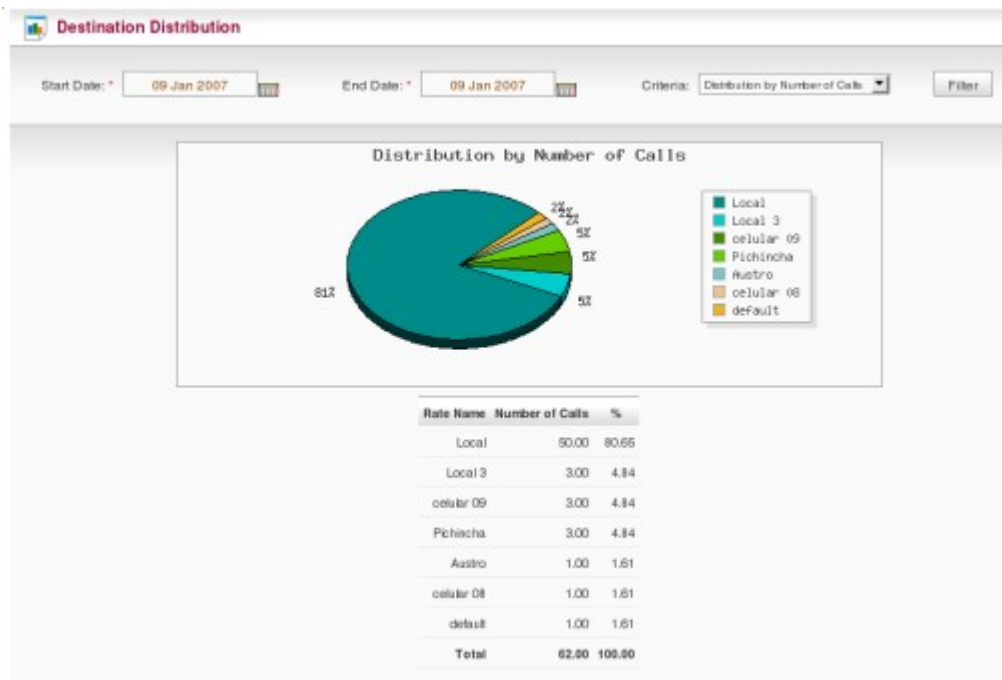 Destination Distribution
Start Date: * 09 Jan 2007 End Date: * 09 Jan 2007 Criteria: Distribution by Number of Calls Filter
Distribution by Number of Calls
2%
2%
2%
5%
5%
5%
81%
Local
Local 3
celular 09
Pichincha
Austro
celular 08
default
Rate Name Number of Calls %
Local 50.00 80.65
Local 3 3.00 4.84
celular 09 3.00 4.84
Pichincha 3.00 4.84
Austro 1.00 1.61
celular 08 1.00 1.61
default 1.00 1.61
Total 62.00 100.00